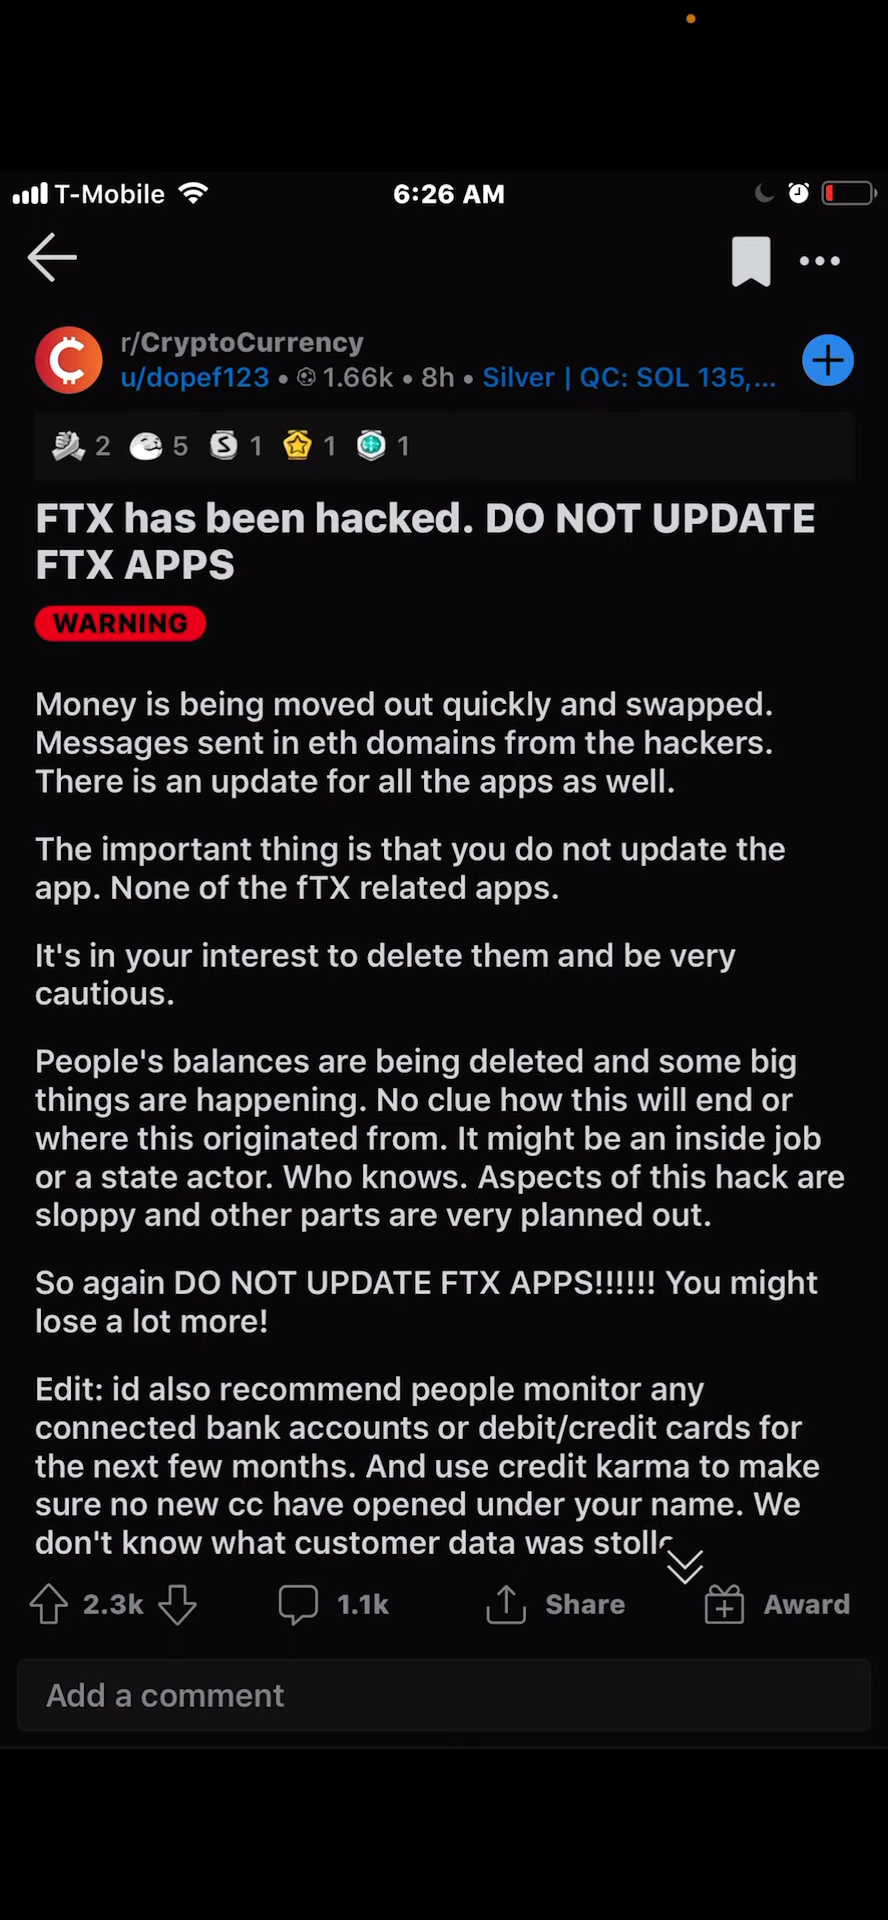 T-Mobile 6:26 AM
r/CryptoCurrency
u/dopef123 • 1.66k • 8h • Silver | QC: SOL 135,...
2 5 S 1 1 1
FTX has been hacked. DO NOT UPDATE
FTX APPS
WARNING
Money is being moved out quickly and swapped.
Messages sent in eth domains from the hackers.
There is an update for all the apps as well.
The important thing is that you do not update the
app. None of the fTX related apps.
It's in your interest to delete them and be very
cautious.
People's balances are being deleted and some big
things are happening. No clue how this will end or
where this originated from. It might be an inside job
or a state actor. Who knows. Aspects of this hack are
sloppy and other parts are very planned out.
So again DO NOT UPDATE FTX APPS!!!!!! You might
lose a lot more!
Edit: id also recommend people monitor any
connected bank accounts or debit/credit cards for
the next few months. And use credit karma to make
sure no new cc have opened under your name. We
don't know what customer data was
2.3k 1.1k Share Award
Add a comment